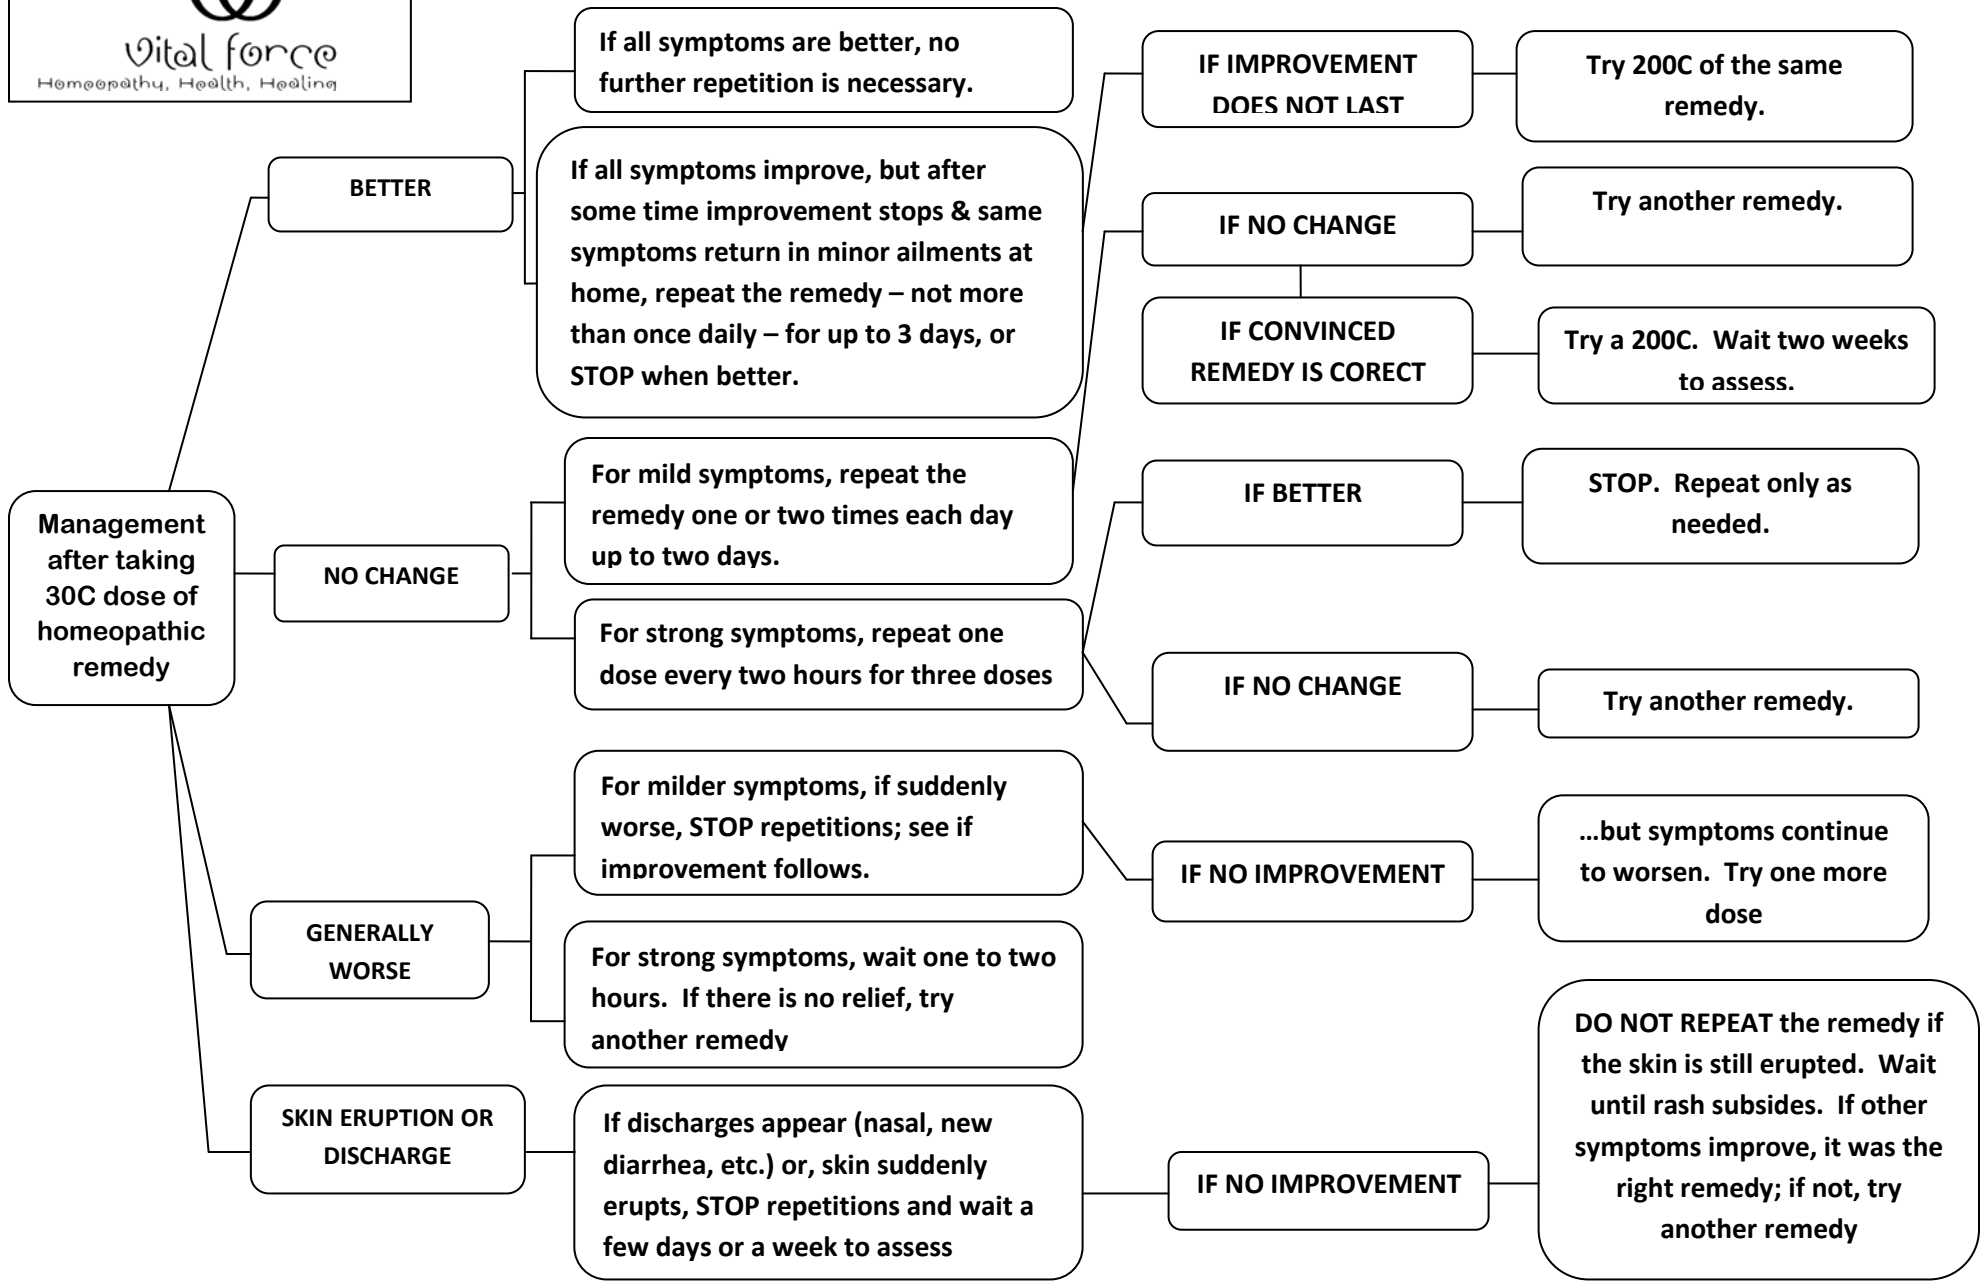 Vital force
Homeopathy, Health, Healing
BETTER
If all symptoms are better, no
further repetition is necessary.
If all symptoms improve, but after
some time improvement stops & same
symptoms return in minor ailments at
home, repeat the remedy – not more
than once daily – for up to 3 days, or
STOP when better.
IF IMPROVEMENT
DOES NOT LAST
Try 200C of the same
remedy.
Management
after taking
30C dose of
homeopathic
remedy
NO CHANGE
For mild symptoms, repeat the
remedy one or two times each day
up to two days.
IF NO CHANGE
Try another remedy.
IF CONVINCED
REMEDY IS CORECT
Try a 200C.  Wait two weeks
to assess.
For strong symptoms, repeat one
dose every two hours for three doses
IF BETTER
STOP.  Repeat only as
needed.
IF NO CHANGE
Try another remedy.
GENERALLY
WORSE
For milder symptoms, if suddenly
worse, STOP repetitions; see if
improvement follows.
IF NO IMPROVEMENT
…but symptoms continue
to worsen.  Try one more
dose
For strong symptoms, wait one to two
hours.  If there is no relief, try
another remedy
SKIN ERUPTION OR
DISCHARGE
If discharges appear (nasal, new
diarrhea, etc.) or, skin suddenly
erupts, STOP repetitions and wait a
few days or a week to assess
IF NO IMPROVEMENT
DO NOT REPEAT the remedy if
the skin is still erupted.  Wait
until rash subsides.  If other
symptoms improve, it was the
right remedy; if not, try
another remedy